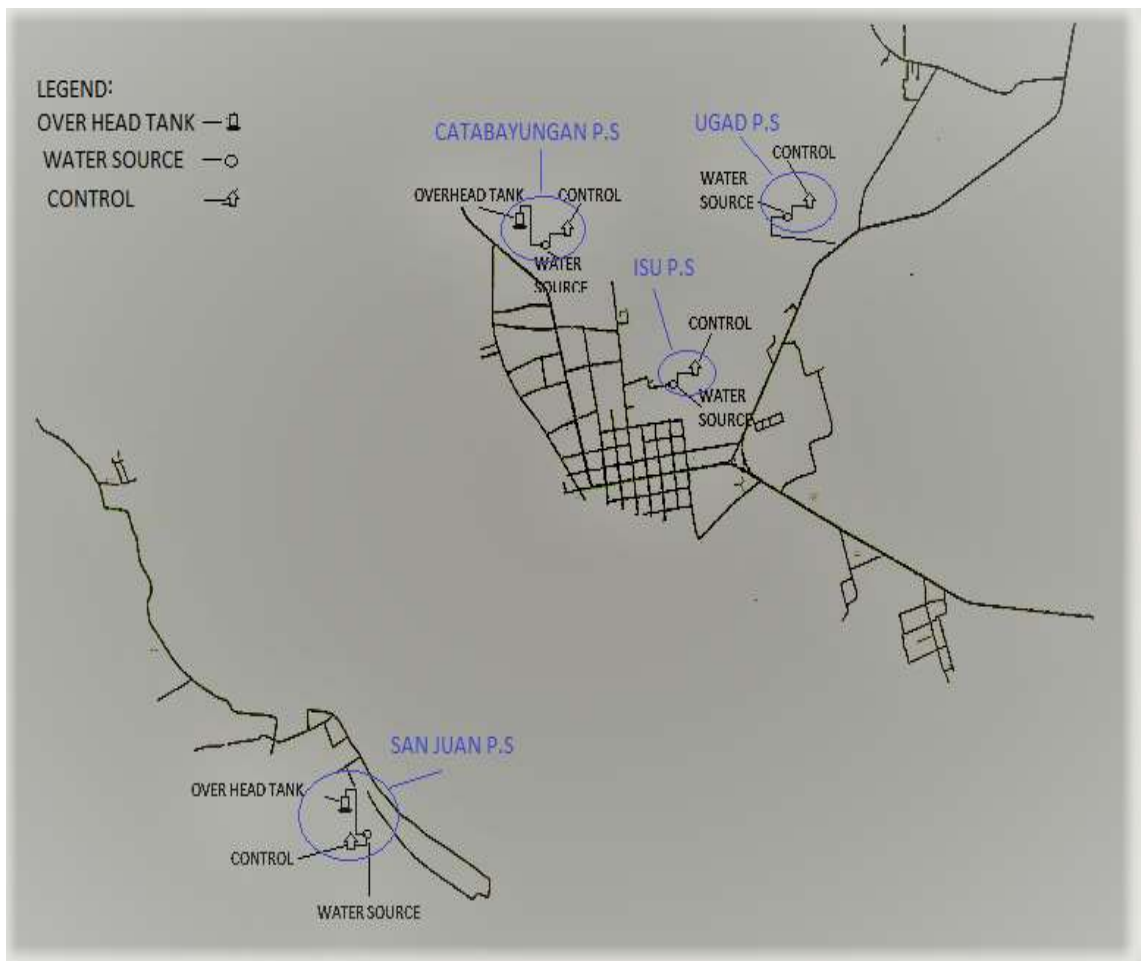 LEGEND:
OVER HEAD TANK
WATER SOURCE
CONTROL
CATABAYUNGAN P.S
OVERHEAD TANK
CONTROL
WATER
SOURCE
UGAD P.S
CONTROL
WATER
SOURCE
ISU P.S
CONTROL
WATER
SOURCE
SAN JUAN P.S
OVER HEAD TANK
CONTROL
WATER SOURCE